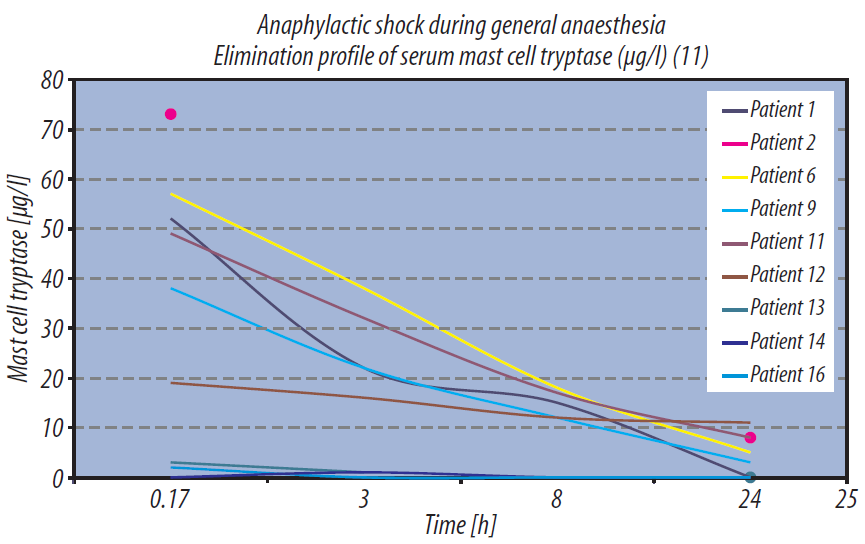 Anaphylactic shock during general anaesthesia
Elimination profile of serum mast cell tryptase (µg/l) (11)
Mast cell tryptase [µg/l]
80
70
60
50
40
30
20
10
0
Patient 1
Patient 2
Patient 6
Patient 9
Patient 11
Patient 12
Patient 13
Patient 14
Patient 16
0.17 3 8 24 25
Time [h]